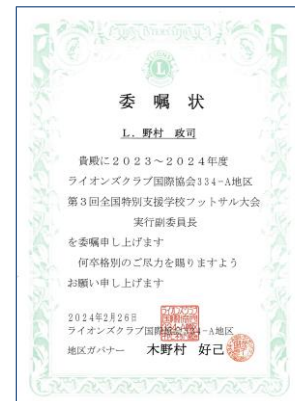 委嘱状
L. 野村 政司
貴殿に2023~2024年度
ライオンズクラブ国際協会334-A地区
第3回全国特別支援学校フットサル大会
実行副委員長
を委嘱申し上げます
何卒格別のご尽力を賜りますよう
お願い申し上げます
2024年2月26日
ライオンズクラブ国際協会334-A地区
地区ガバナー 木野村 好己